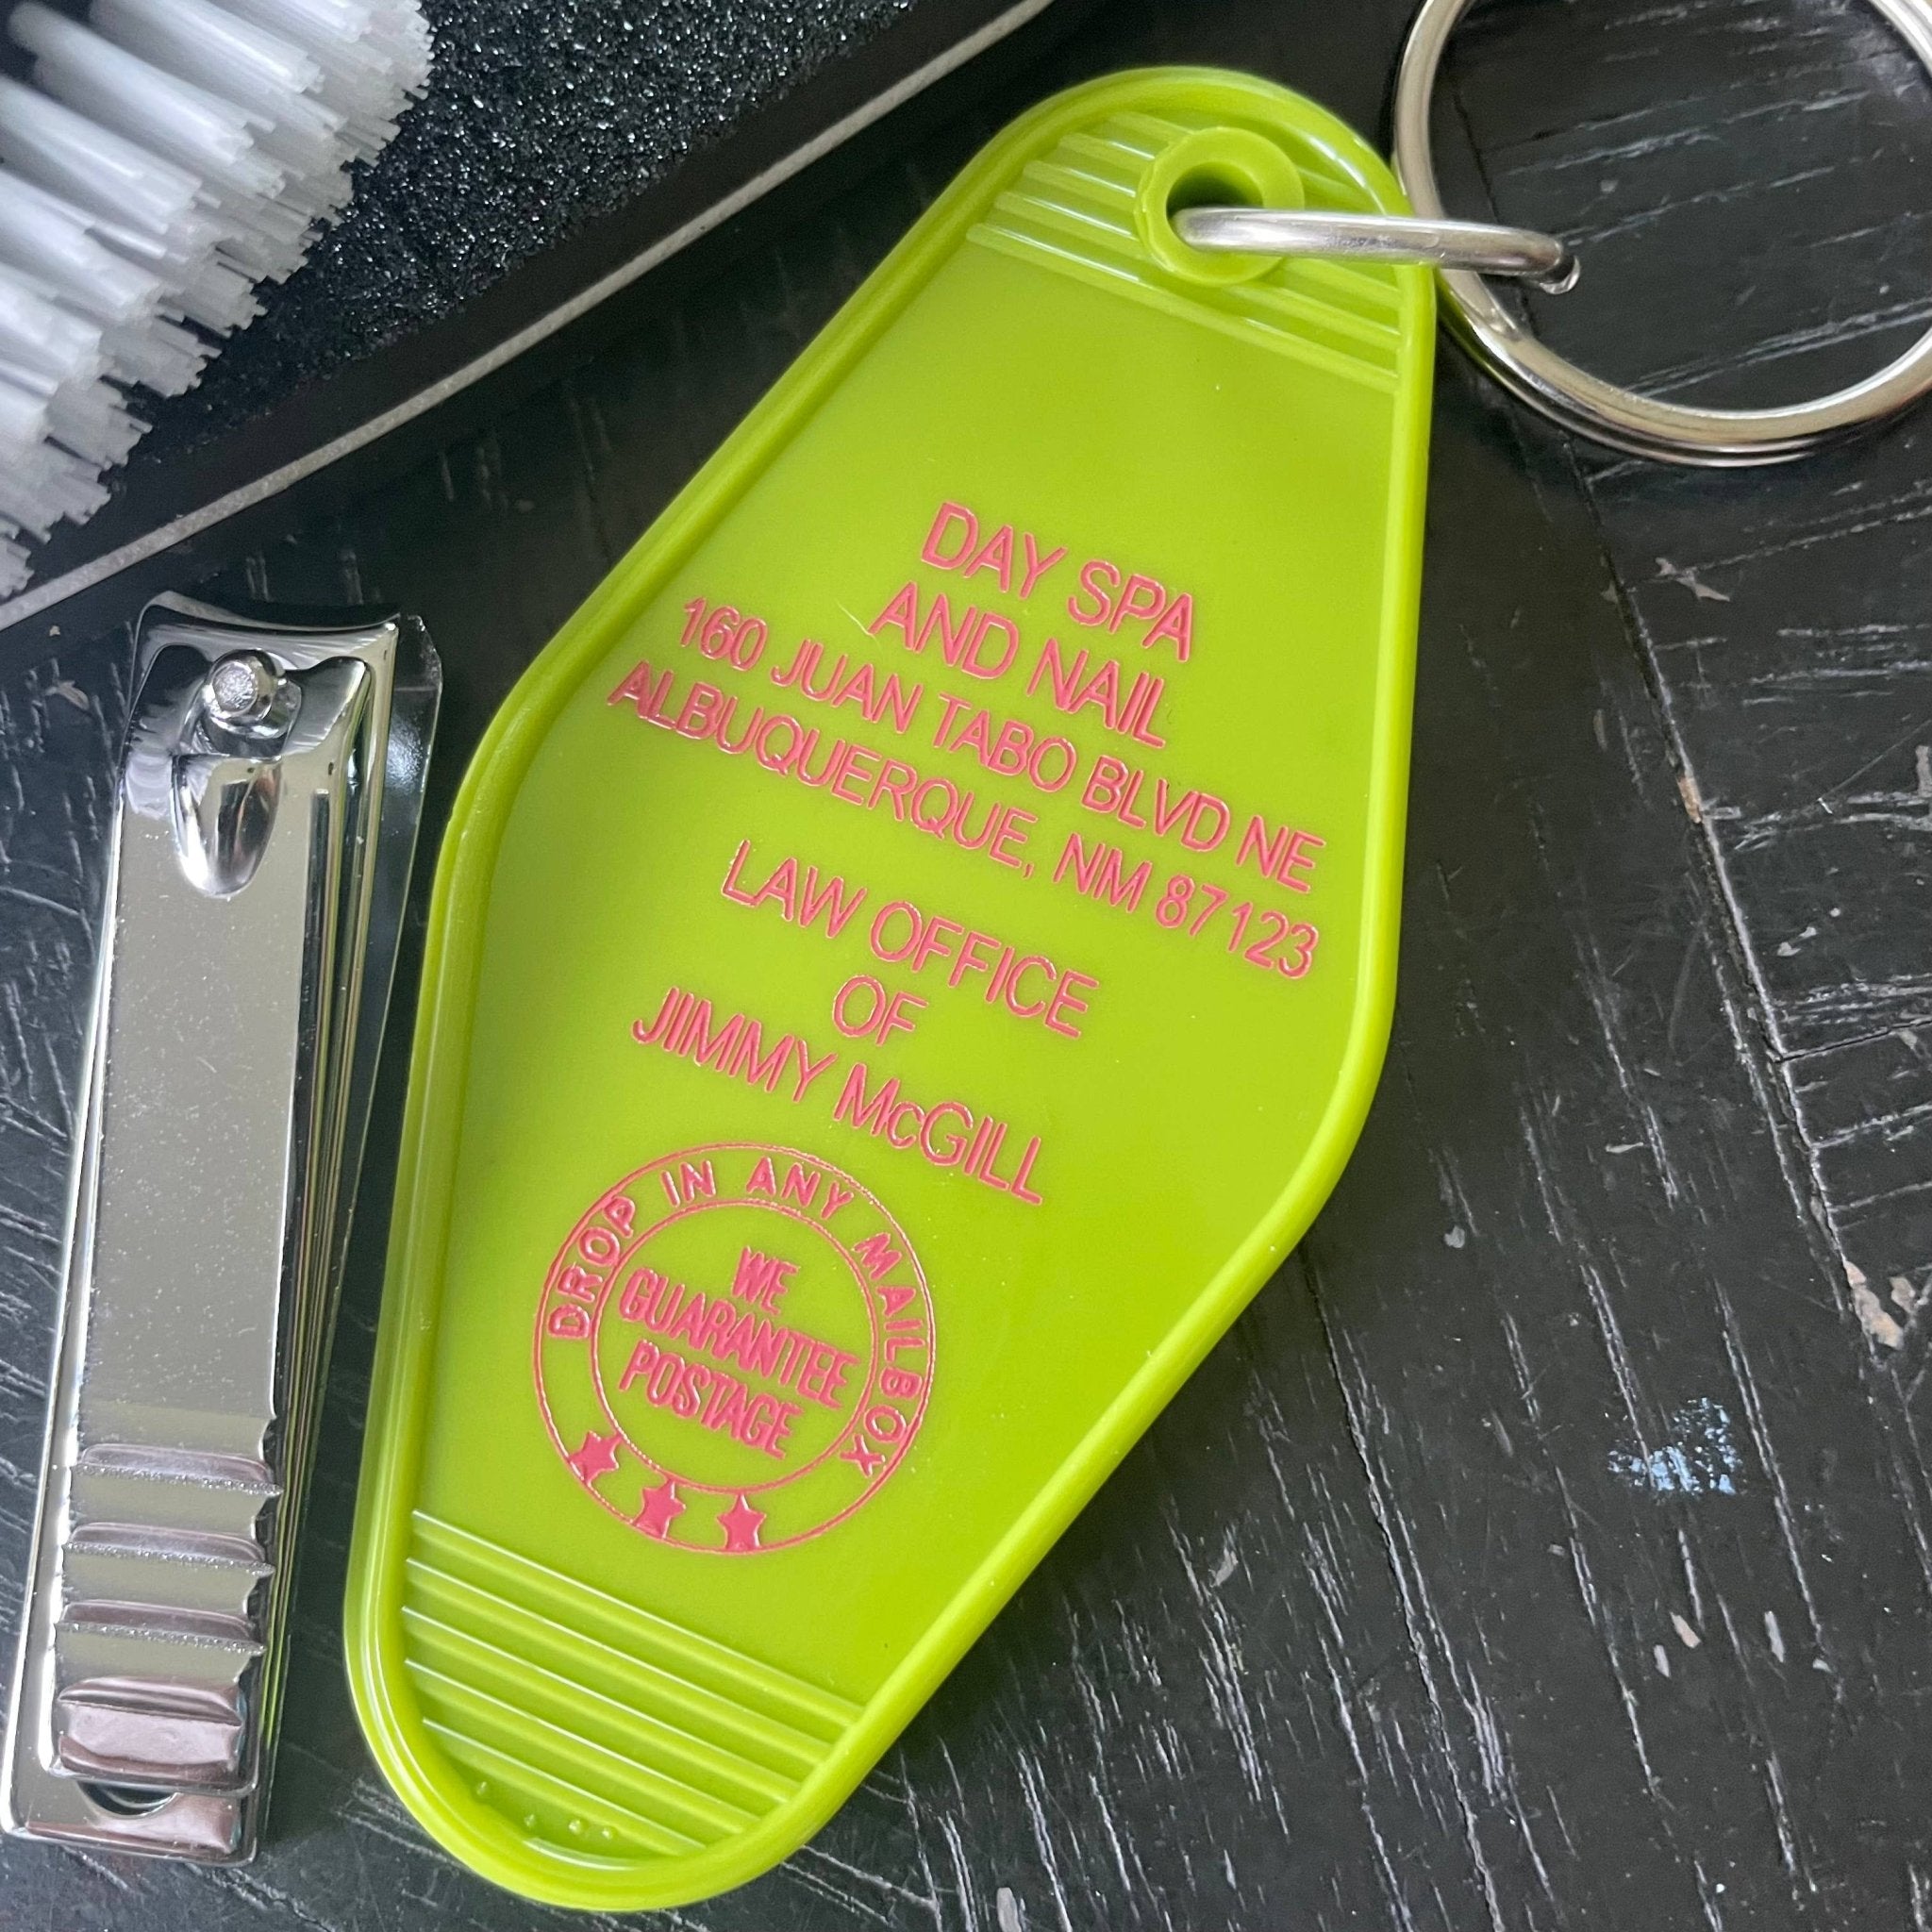 DAY SPA
AND NAIL
160 JUAN TABO BLVD NE
ALBUQUERQUE, NM 87123
LAW OFFICE
OF
JIMMY McGILL
DROP IN ANY MAILBOX
WE
GUARANTEE
POSTAGE